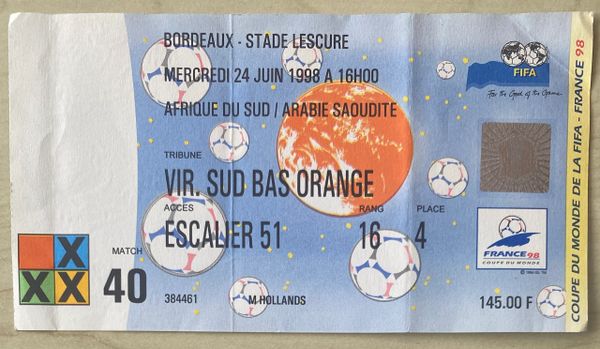 BORDEAUX - STADE LESCURE
MERCREDI 24 JUIN 1998 A 16H00
AFRIQUE DU SUD / ARABIE SAOUDITE
FIFA
For the Good of the Game
TRIBUNE
VIR. SUD BAS ORANGE
ACCÈS RANG PLACE
ESCALIER 51 16 4
X
X X
MATCH
40
384461 M HOLLANDS 145.00 F
FRANCE 98
COUPE DU MONDE
COUPE DU MONDE DE LA FIFA - FRANCE 98